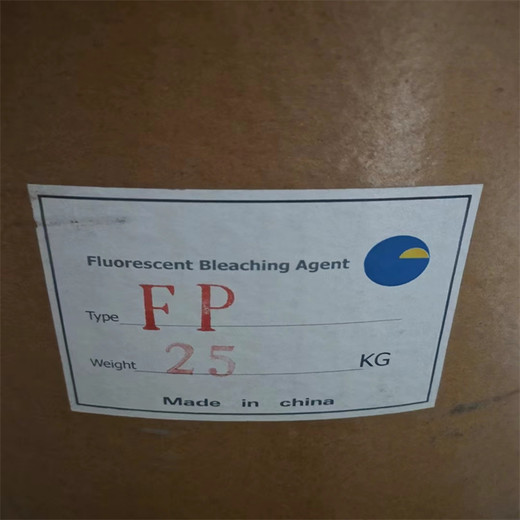 Fluorescent Bleaching Agent
Type FP
Weight 25 KG
Made in china